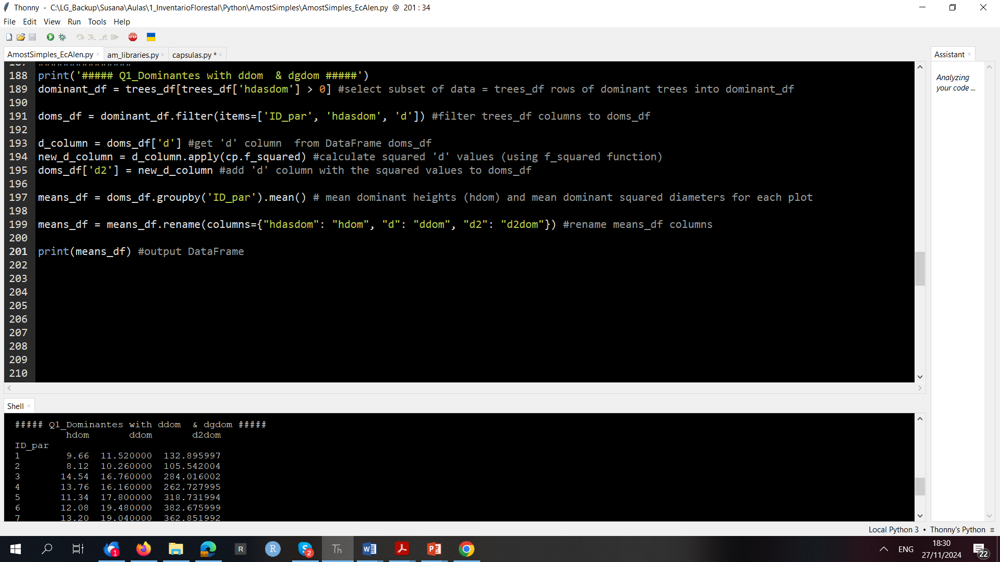 Thonny - C:\LG_Backup\Susana\Aulas\1_InventarioFlorestal\Python\AmostSimples\AmostSimples_EcAlen.py @ 201 : 34
File Edit View Run Tools Help
STOP
AmostSimples_EcAlen.py × am_libraries.py × capsulas.py * ×
Assistant ×
187 ###############
188 print('##### Q1_Dominantes with ddom  & dgdom #####')
189 dominant_df = trees_df[trees_df['hdasdom'] > 0] #select subset of data = trees_df rows of dominant trees into dominant_df
190
191 doms_df = dominant_df.filter(items=['ID_par', 'hdasdom', 'd']) #filter trees_df columns to doms_df
192
193 d_column = doms_df['d'] #get 'd' column  from DataFrame doms_df
194 new_d_column = d_column.apply(cp.f_squared) #calculate squared 'd' values (using f_squared function)
195 doms_df['d2'] = new_d_column #add 'd' column with the squared values to doms_df
196
197 means_df = doms_df.groupby('ID_par').mean() # mean dominant heights (hdom) and mean dominant squared diameters for each plot
198
199 means_df = means_df.rename(columns={"hdasdom": "hdom", "d": "ddom", "d2": "d2dom"}) #rename means_df columns
200
201 print(means_df) #output DataFrame
202
203
204
205
206
207
208
209
210
Analyzing
your code ...
Shell ×
##### Q1_Dominantes with ddom  & dgdom #####
hdom ddom d2dom
ID_par
1 9.66 11.520000 132.895997
2 8.12 10.260000 105.542004
3 14.54 16.760000 284.016002
4 13.76 16.160000 262.727995
5 11.34 17.800000 318.731994
6 12.08 19.480000 382.675999
7 13.20 19.040000 362.851992
Local Python 3 • Thonny's Python ≡
1
R
R
S 2
Th
W
P
ENG
18:30
27/11/2024
22